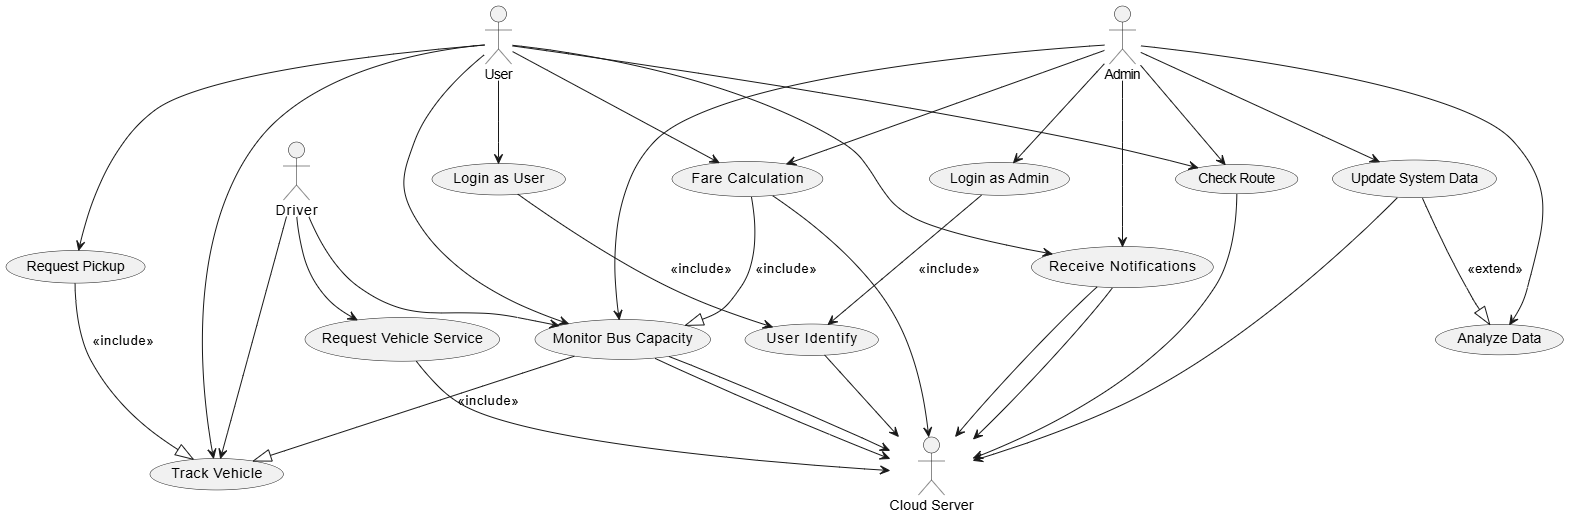 User
Admin
Driver
Login as User
Fare Calculation
Login as Admin
Check Route
Update System Data
Request Pickup
«include»
«include»
«include»
Receive Notifications
«extend»
«include»
Request Vehicle Service
Monitor Bus Capacity
User Identify
Analyze Data
«include»
Track Vehicle
Cloud Server